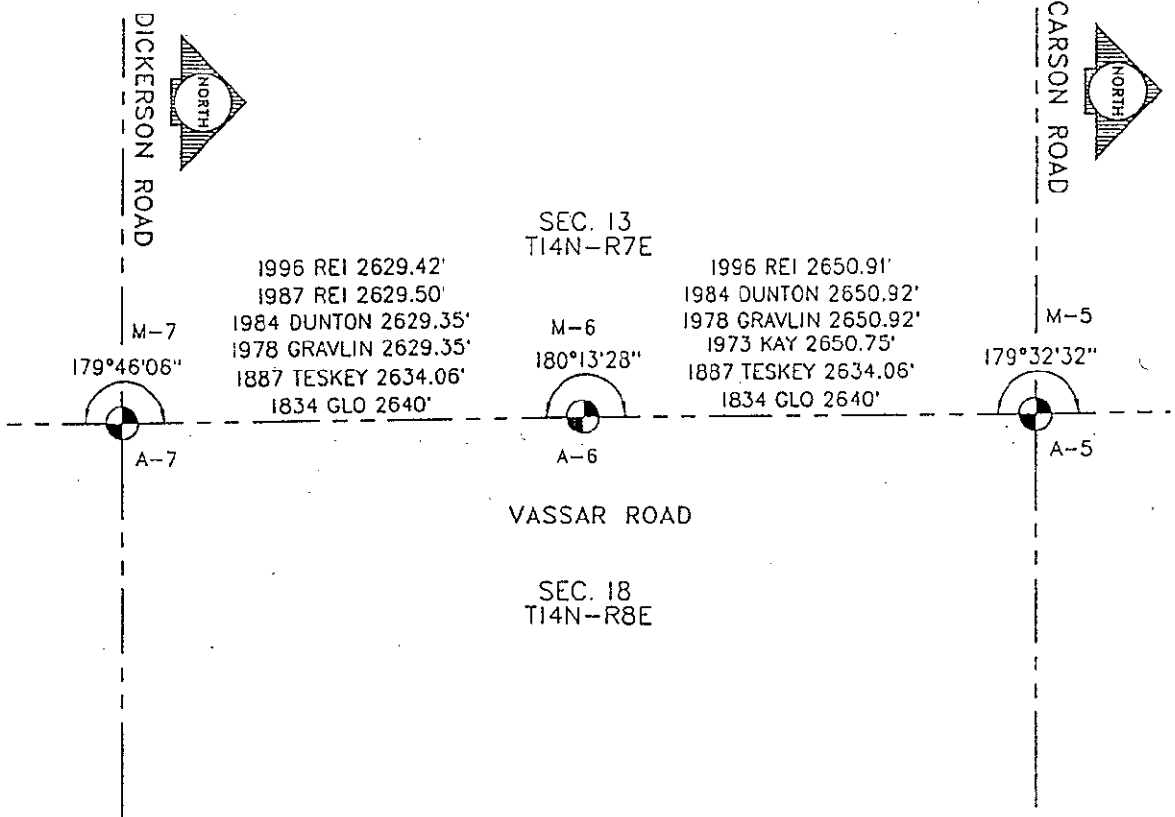 DICKERSON ROAD
NORTH
CARSON ROAD
NORTH
SEC. 13
T14N-R7E
1996 REI 2629.42'
1987 REI 2629.50'
1984 DUNTON 2629.35'
1978 GRAVLIN 2629.35'
1887 TESKEY 2634.06'
1834 GLO 2640'
1996 REI 2650.91'
1984 DUNTON 2650.92'
1978 GRAVLIN 2650.92'
1973 KAY 2650.75'
1887 TESKEY 2634.06'
1834 GLO 2640'
M-7
179°46'06"
A-7
M-6
180°13'28"
A-6
M-5
179°32'32"
A-5
VASSAR ROAD
SEC. 18
T14N-R8E